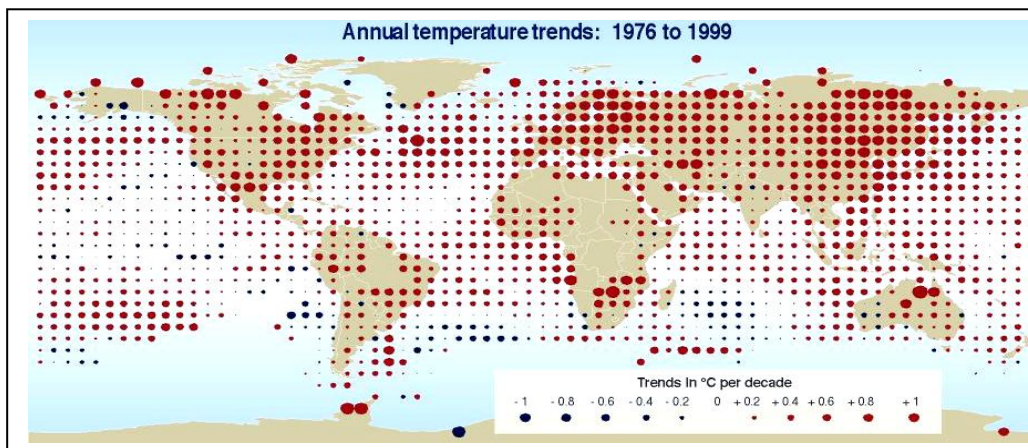 Annual temperature trends: 1976 to 1999
Trends in °C per decade
- 1 - 0.8 - 0.6 - 0.4 - 0.2 0 + 0.2 + 0.4 + 0.6 + 0.8 + 1